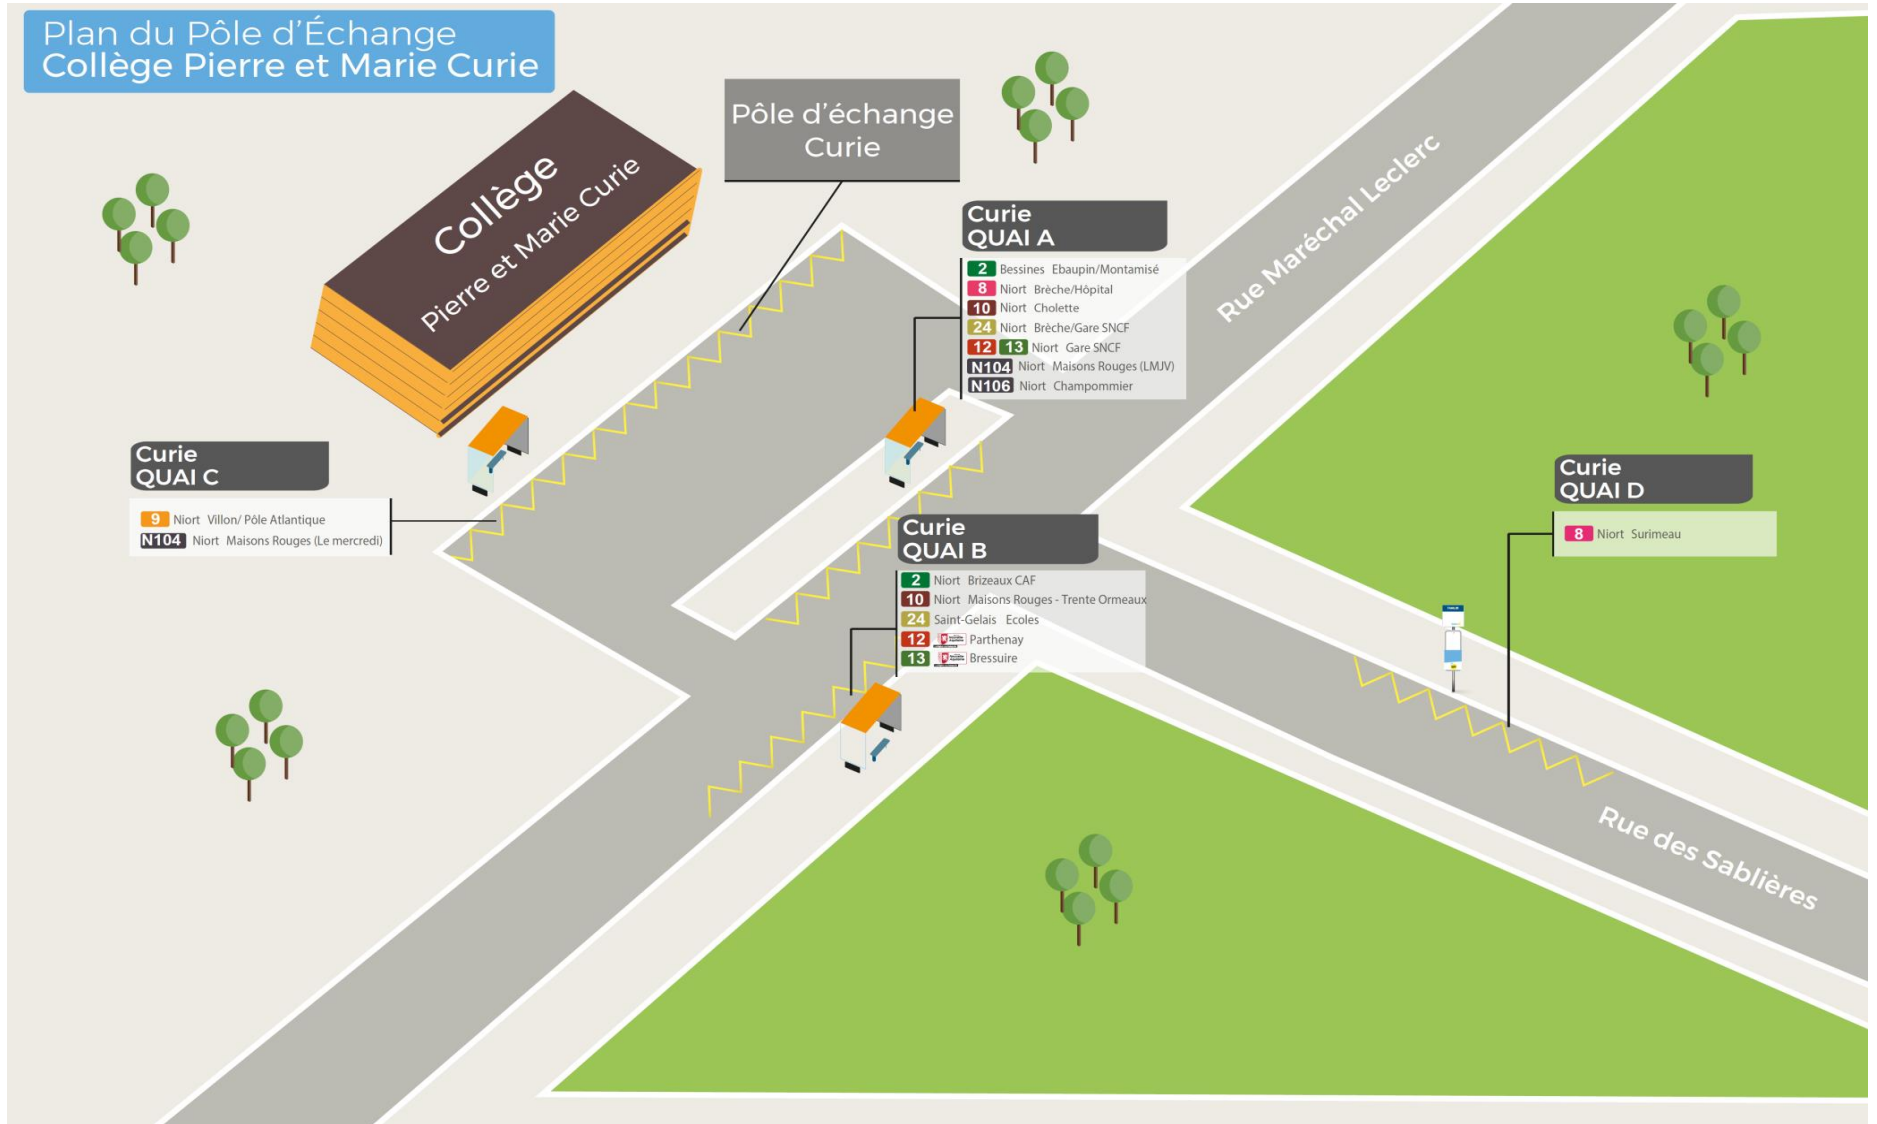 Plan du Pôle d'Échange
Collège Pierre et Marie Curie
Pôle d'échange
Curie
Collège
Pierre et Marie Curie
Rue Maréchal Leclerc
Curie
QUAI A
2 Bessines Ebaupin/Montamisé
8 Niort Brèche/Hôpital
10 Niort Cholette
24 Niort Brèche/Gare SNCF
12 13 Niort Gare SNCF
N104 Niort Maisons Rouges (LMJV)
N106 Niort Champommier
Curie
QUAI C
9 Niort Villon/ Pôle Atlantique
N104 Niort Maisons Rouges (Le mercredi)
Curie
QUAI B
2 Niort Brizeaux CAF
10 Niort Maisons Rouges - Trente Ormeaux
24 Saint-Gelais Ecoles
12 Parthenay
13 Bressuire
Curie
QUAI D
8 Niort Surimeau
Rue des Sablières